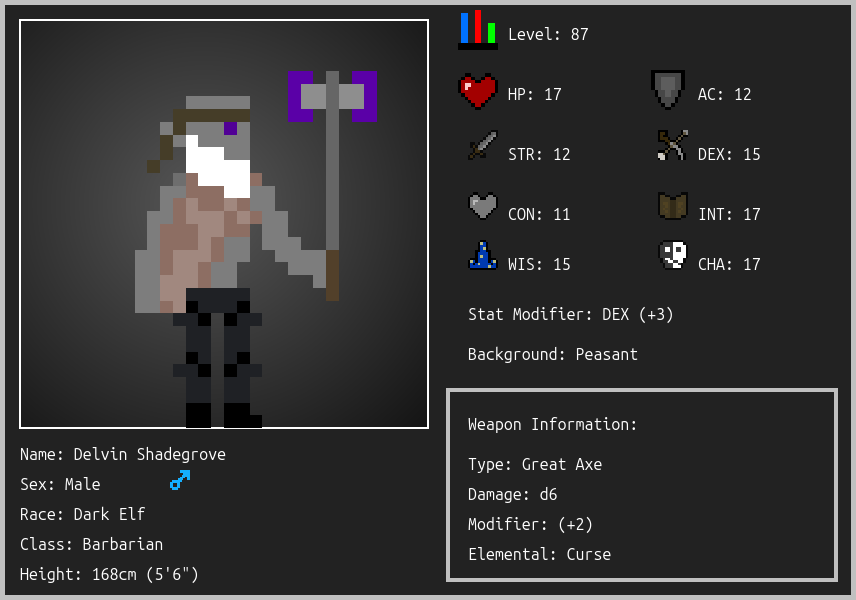 Level: 87
HP: 17
AC: 12
STR: 12
DEX: 15
CON: 11
INT: 17
WIS: 15
CHA: 17
Stat Modifier: DEX (+3)
Background: Peasant
Weapon Information:
Type: Great Axe
Damage: d6
Modifier: (+2)
Elemental: Curse
Name: Delvin Shadegrove
Sex: Male
Race: Dark Elf
Class: Barbarian
Height: 168cm (5'6")